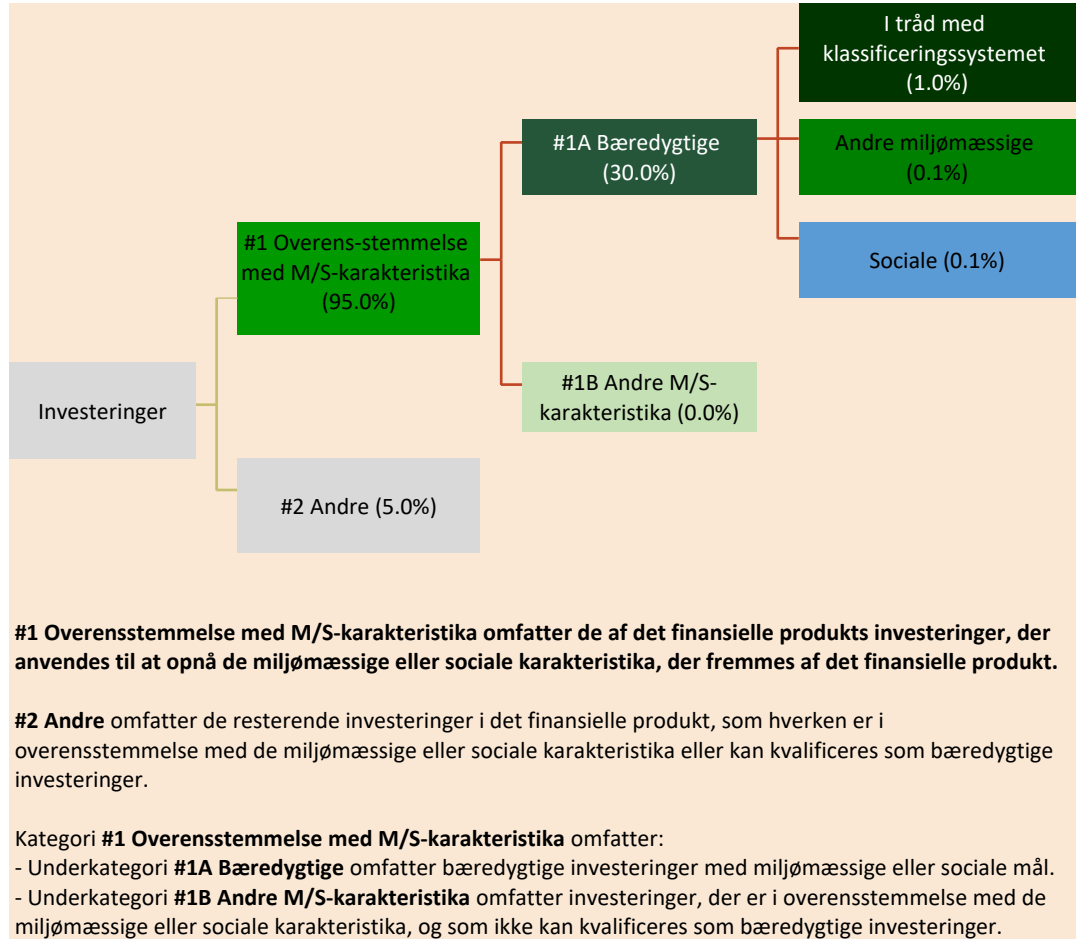 I tråd med
klassificeringssystemet
(1.0%)
#1A Bæredygtige
(30.0%)
Andre miljømæssige
(0.1%)
#1 Overens-stemmelse
med M/S-karakteristika
(95.0%)
Sociale (0.1%)
Investeringer
#1B Andre M/S-
karakteristika (0.0%)
#2 Andre (5.0%)
#1 Overensstemmelse med M/S-karakteristika omfatter de af det finansielle produkts investeringer, der
anvendes til at opnå de miljømæssige eller sociale karakteristika, der fremmes af det finansielle produkt.
#2 Andre omfatter de resterende investeringer i det finansielle produkt, som hverken er i
overensstemmelse med de miljømæssige eller sociale karakteristika eller kan kvalificeres som bæredygtige
investeringer.
Kategori #1 Overensstemmelse med M/S-karakteristika omfatter:
- Underkategori #1A Bæredygtige omfatter bæredygtige investeringer med miljømæssige eller sociale mål.
- Underkategori #1B Andre M/S-karakteristika omfatter investeringer, der er i overensstemmelse med de
miljømæssige eller sociale karakteristika, og som ikke kan kvalificeres som bæredygtige investeringer.